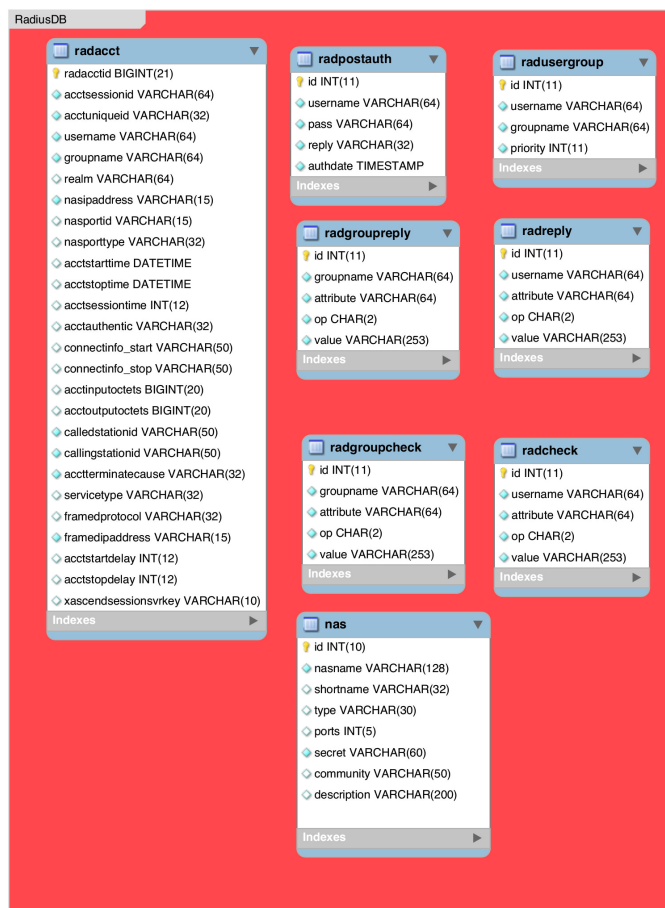 RadiusDB
radacct
radacctid BIGINT(21)
acctsessionid VARCHAR(64)
acctuniqueid VARCHAR(32)
username VARCHAR(64)
groupname VARCHAR(64)
realm VARCHAR(64)
nasipaddress VARCHAR(15)
nasportid VARCHAR(15)
nasporttype VARCHAR(32)
acctstarttime DATETIME
acctstoptime DATETIME
acctsessiontime INT(12)
acctauthentic VARCHAR(32)
connectinfo_start VARCHAR(50)
connectinfo_stop VARCHAR(50)
acctinputoctets BIGINT(20)
acctoutputoctets BIGINT(20)
calledstationid VARCHAR(50)
callingstationid VARCHAR(50)
acctterminatecause VARCHAR(32)
servicetype VARCHAR(32)
framedprotocol VARCHAR(32)
framedipaddress VARCHAR(15)
acctstartdelay INT(12)
acctstopdelay INT(12)
xascendsessionsvrkey VARCHAR(10)
Indexes
radpostauth
id INT(11)
username VARCHAR(64)
pass VARCHAR(64)
reply VARCHAR(32)
authdate TIMESTAMP
Indexes
radusergroup
id INT(11)
username VARCHAR(64)
groupname VARCHAR(64)
priority INT(11)
Indexes
radgroupreply
id INT(11)
groupname VARCHAR(64)
attribute VARCHAR(64)
op CHAR(2)
value VARCHAR(253)
Indexes
radreply
id INT(11)
username VARCHAR(64)
attribute VARCHAR(64)
op CHAR(2)
value VARCHAR(253)
Indexes
radgroupcheck
id INT(11)
groupname VARCHAR(64)
attribute VARCHAR(64)
op CHAR(2)
value VARCHAR(253)
Indexes
radcheck
id INT(11)
username VARCHAR(64)
attribute VARCHAR(64)
op CHAR(2)
value VARCHAR(253)
Indexes
nas
id INT(10)
nasname VARCHAR(128)
shortname VARCHAR(32)
type VARCHAR(30)
ports INT(5)
secret VARCHAR(60)
community VARCHAR(50)
description VARCHAR(200)
Indexes